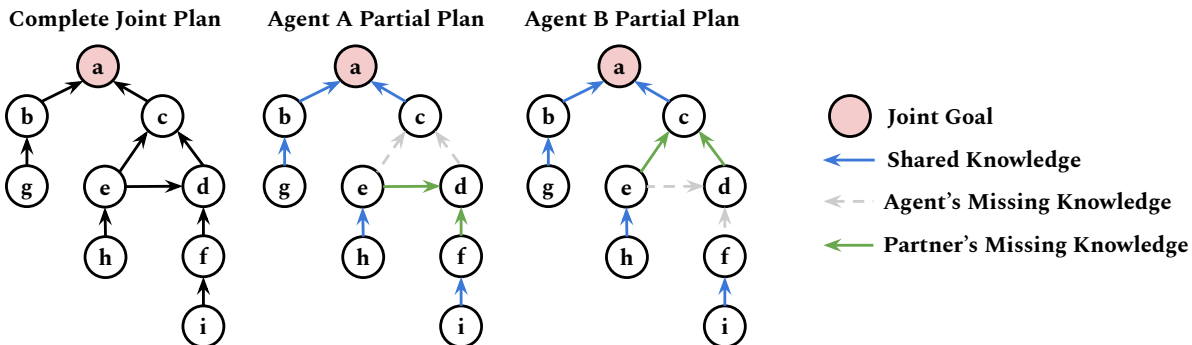 Complete Joint Plan
Agent A Partial Plan
Agent B Partial Plan
a
b
c
g
e
d
h
f
i
a
b
c
g
e
d
h
f
i
a
b
c
g
e
d
h
f
i
Joint Goal
Shared Knowledge
Agent's Missing Knowledge
Partner's Missing Knowledge